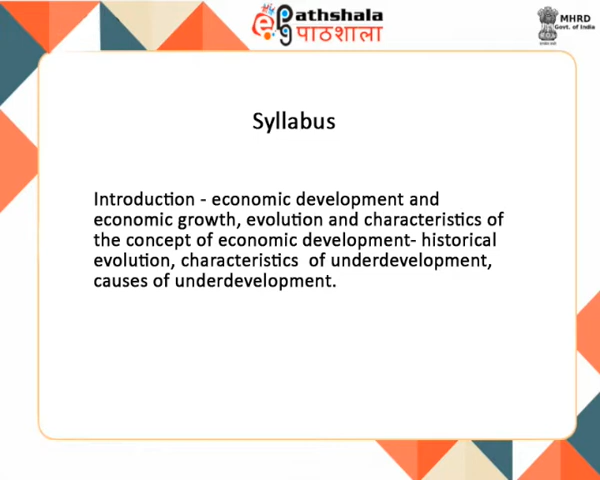 ePG Pathshala
पाठशाला
MHRD
Govt. of India
Syllabus
Introduction - economic development and
economic growth, evolution and characteristics of
the concept of economic development- historical
evolution, characteristics  of underdevelopment,
causes of underdevelopment.